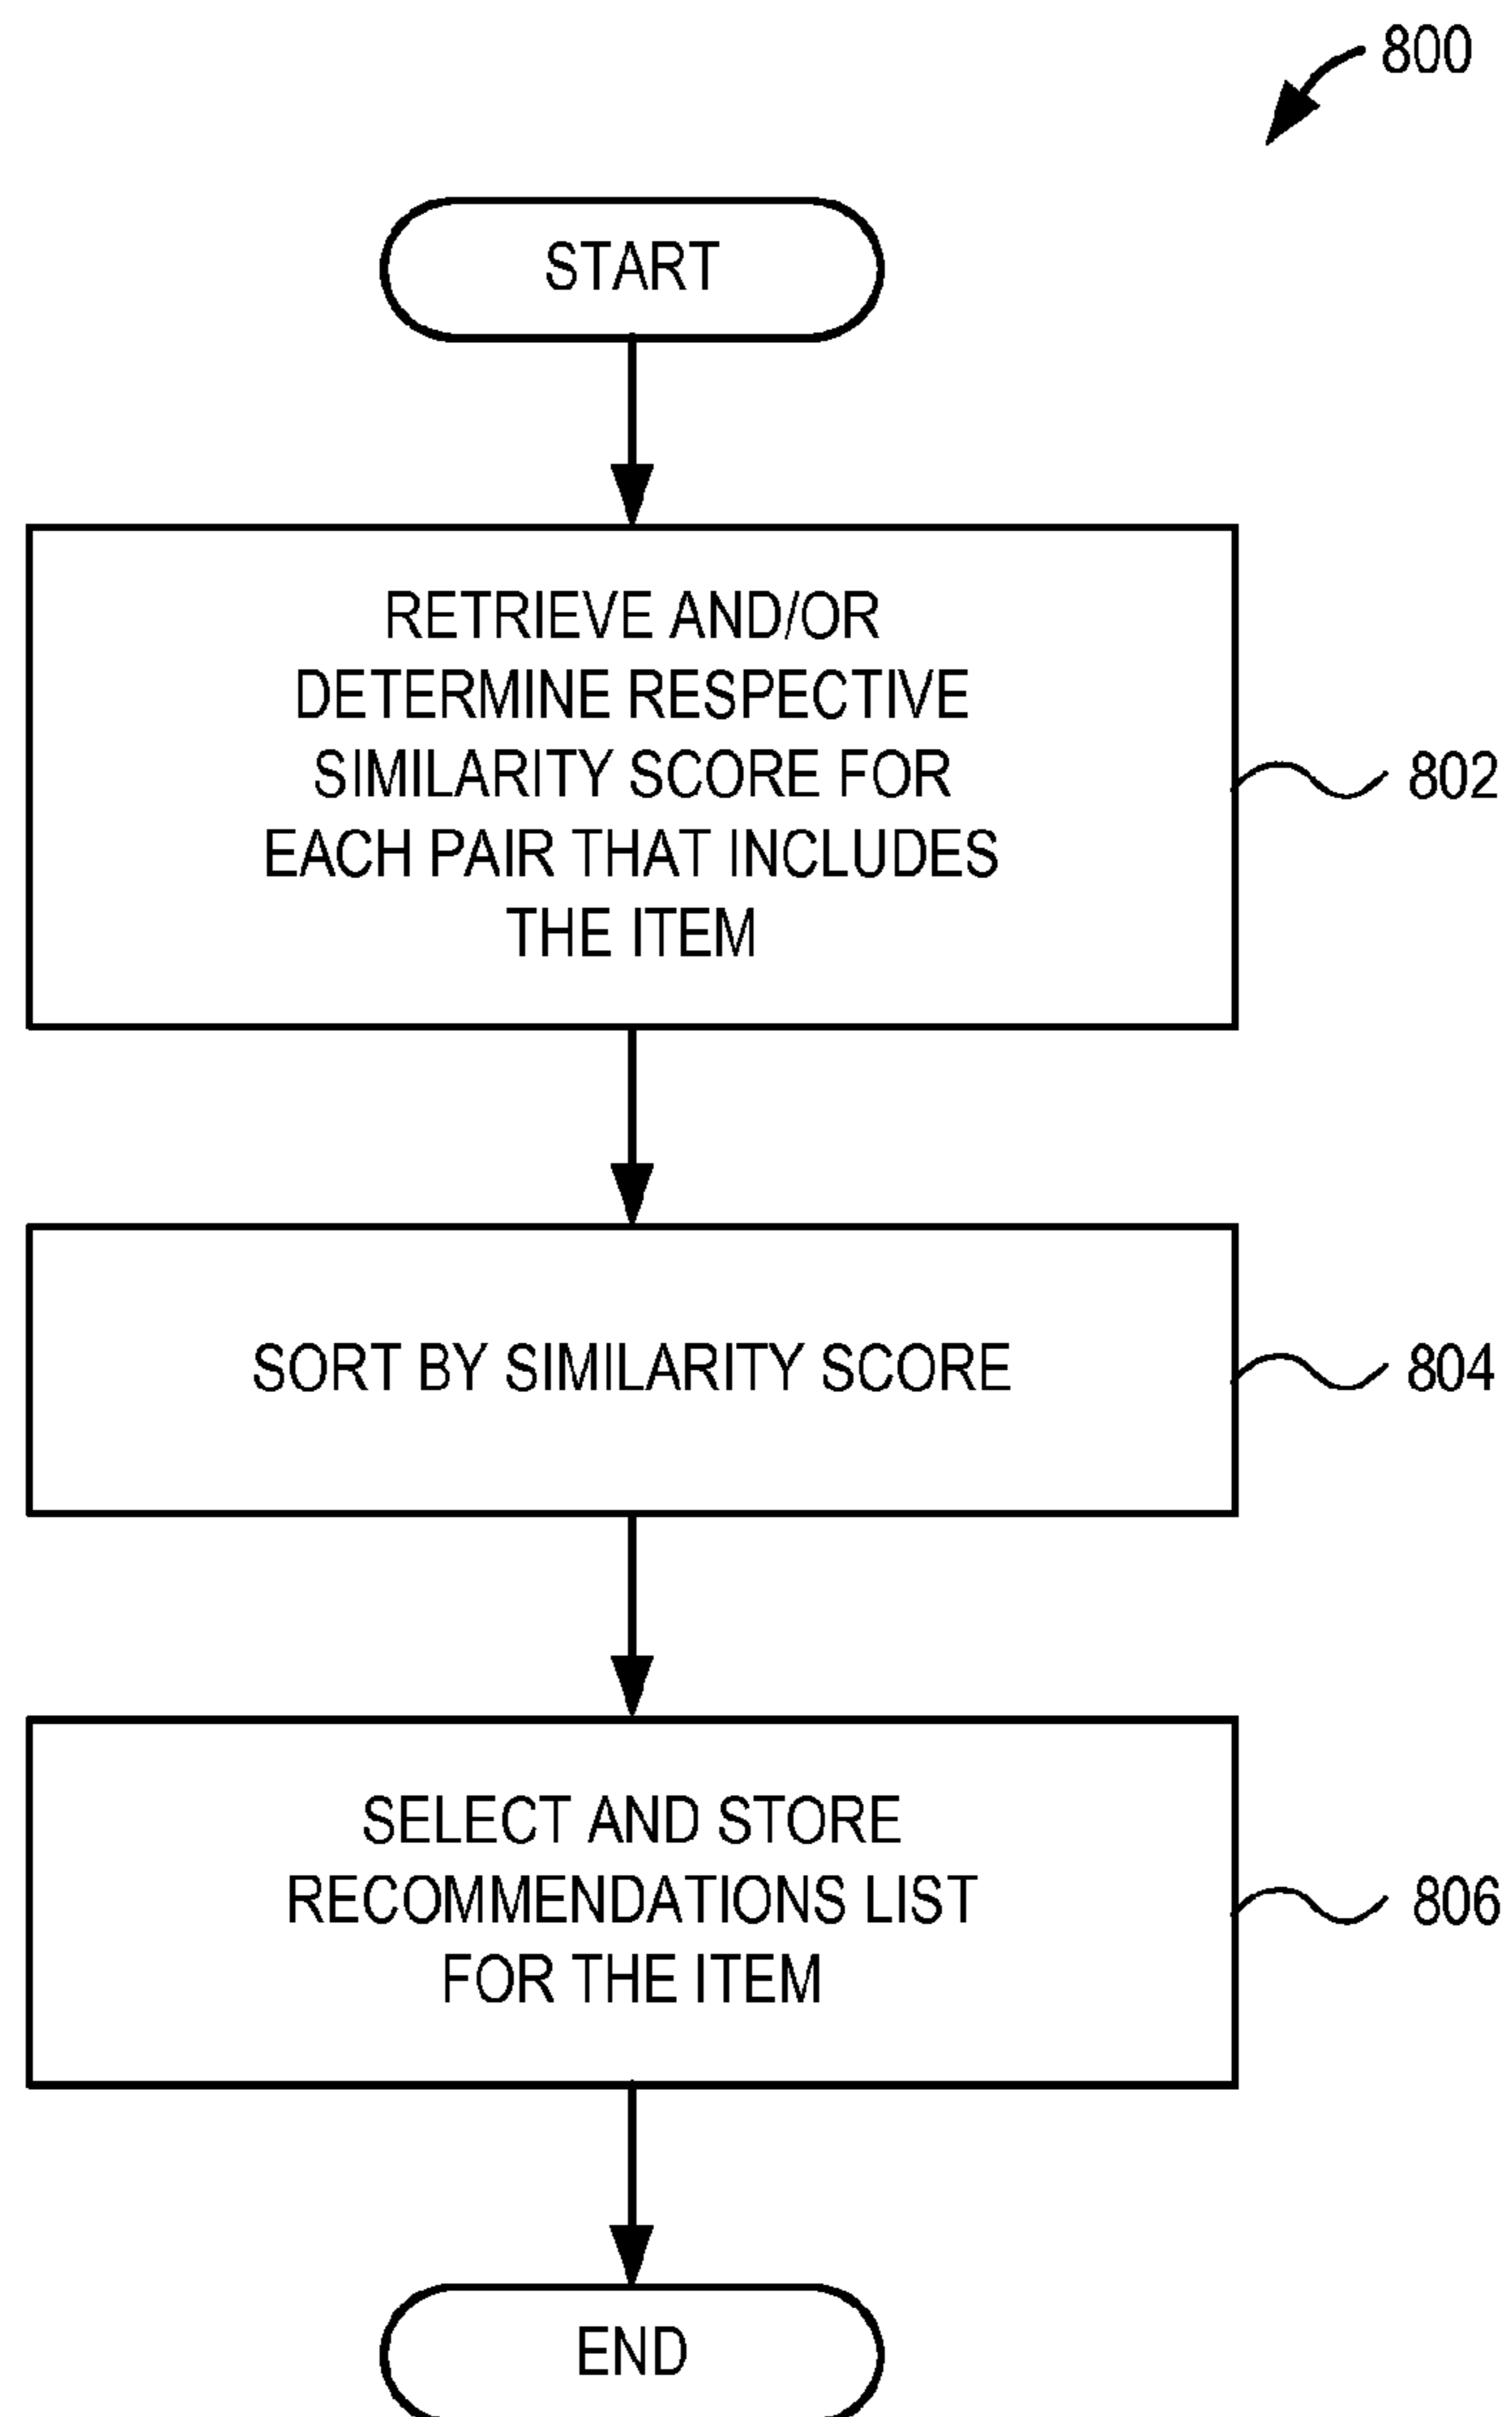 800
START
RETRIEVE AND/OR
DETERMINE RESPECTIVE
SIMILARITY SCORE FOR
EACH PAIR THAT INCLUDES
THE ITEM
802
SORT BY SIMILARITY SCORE
804
SELECT AND STORE
RECOMMENDATIONS LIST
FOR THE ITEM
806
END